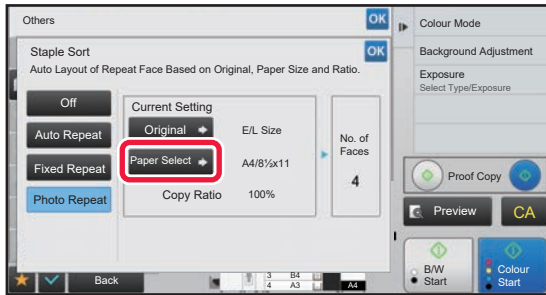 Others
OK
Staple Sort
OK
Auto Layout of Repeat Face Based on Original, Paper Size and Ratio.
Off
Auto Repeat
Fixed Repeat
Photo Repeat
Current Setting
Original
E/L Size
Paper Select
A4/8½x11
Copy Ratio
100%
No. of
Faces
4
Back
3 B4
4 A3
A4
Colour Mode
Background Adjustment
Exposure
Select Type/Exposure
Proof Copy
Preview
CA
B/W
Start
Colour
Start